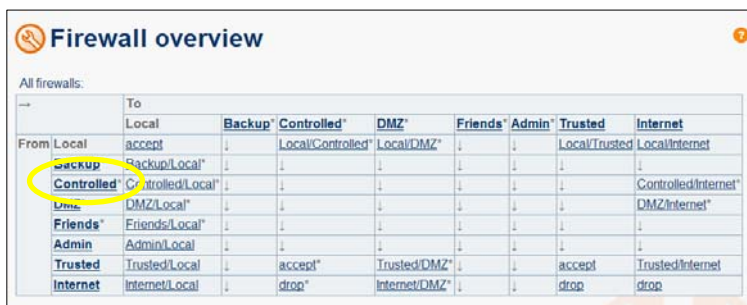 Firewall overview
?
All firewalls:
→ To
Local Backup* Controlled* DMZ* Friends* Admin* Trusted Internet
From Local accept ↓ Local/Controlled* Local/DMZ* ↓ ↓ Local/Trusted Local/Internet
Backup Backup/Local* ↓ ↓ ↓ ↓ ↓ ↓ ↓
Controlled* Controlled/Local* ↓ ↓ ↓ ↓ ↓ ↓ Controlled/Internet*
DMZ DMZ/Local* ↓ ↓ ↓ ↓ ↓ ↓ DMZ/Internet*
Friends* Friends/Local* ↓ ↓ ↓ ↓ ↓ ↓ ↓
Admin Admin/Local ↓ ↓ ↓ ↓ ↓ ↓ ↓
Trusted Trusted/Local ↓ accept* Trusted/DMZ* ↓ ↓ accept Trusted/Internet
Internet Internet/Local ↓ drop* Internet/DMZ* ↓ ↓ drop drop